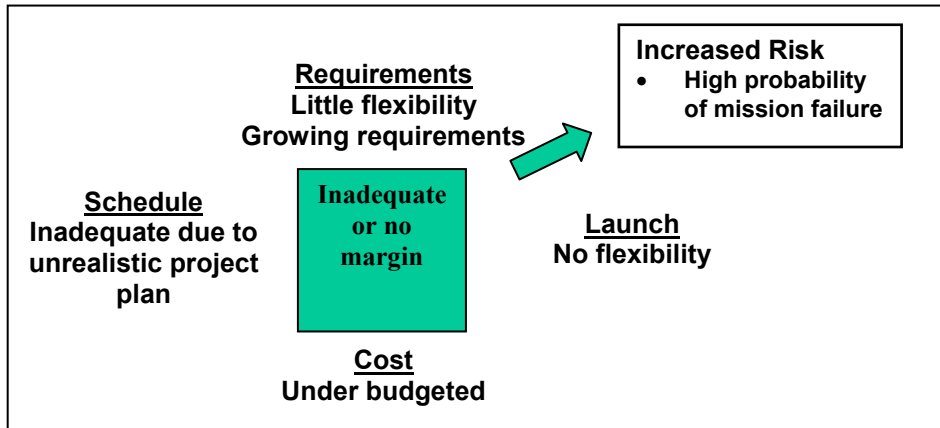 Increased Risk
• High probability
of mission failure
Requirements
Little flexibility
Growing requirements
Schedule
Inadequate due to
unrealistic project
plan
Inadequate
or no
margin
Launch
No flexibility
Cost
Under budgeted